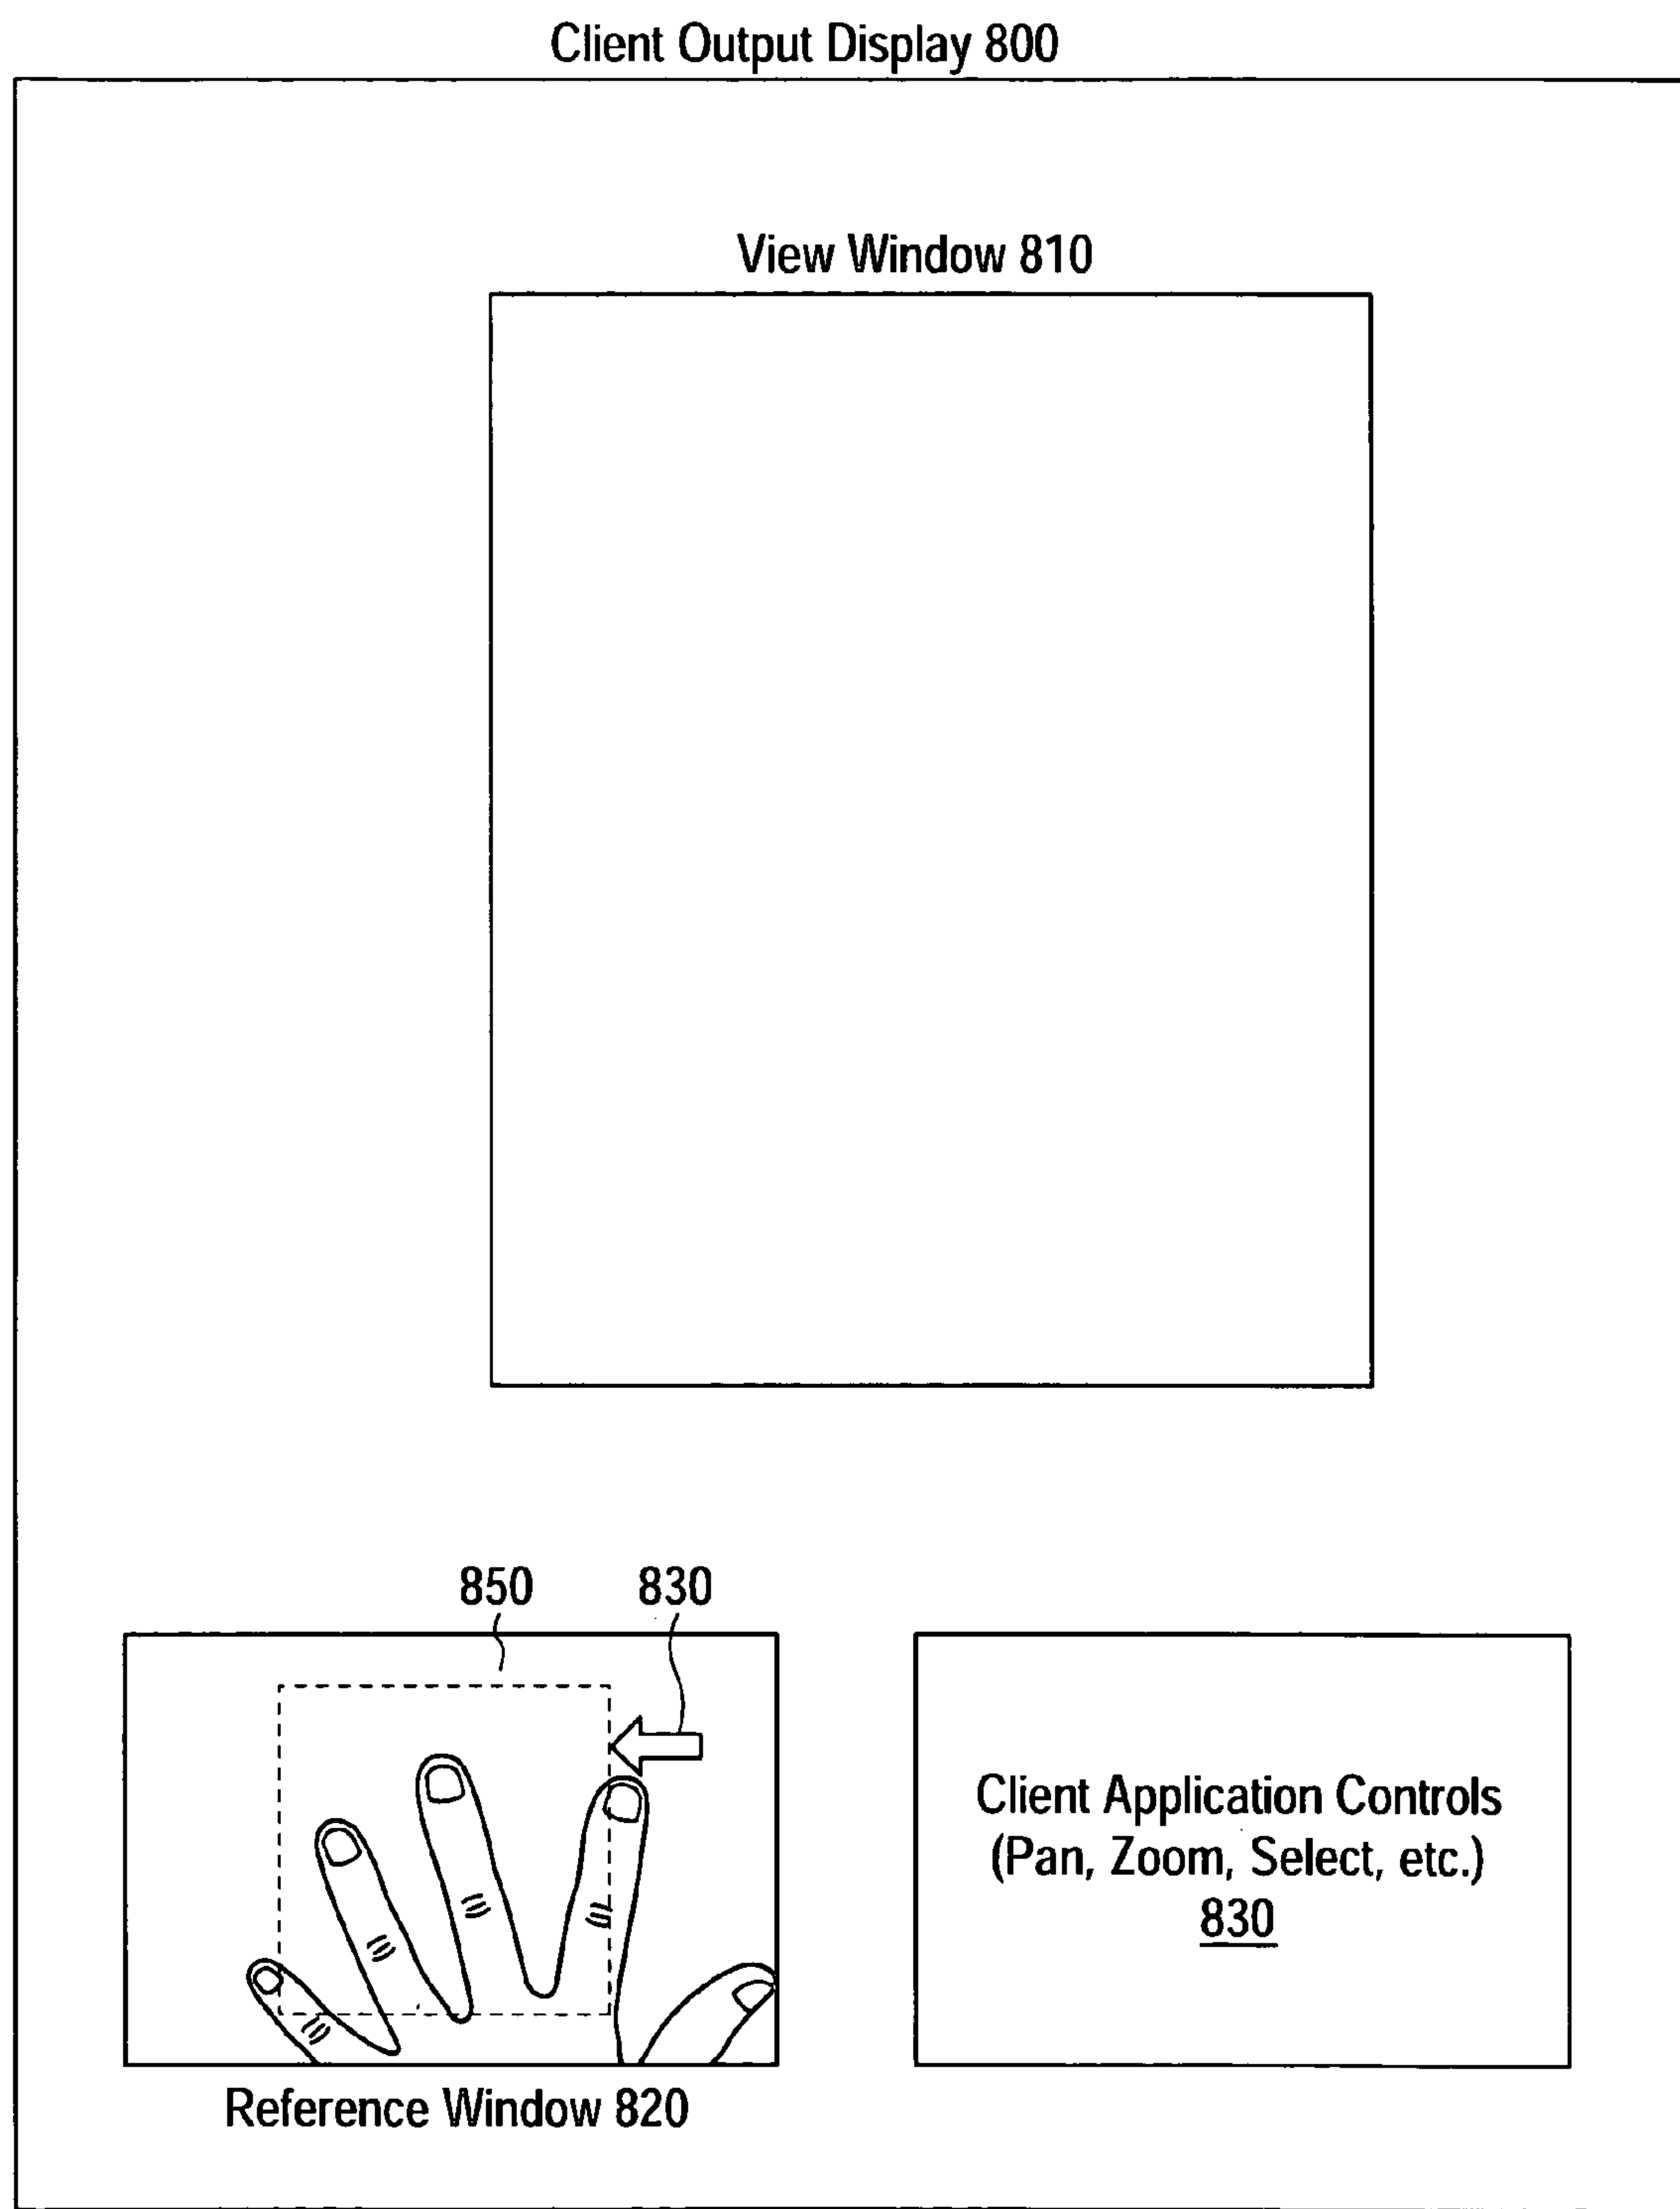 Client Output Display 800
View Window 810
850 830
Client Application Controls
(Pan, Zoom, Select, etc.)
830
Reference Window 820